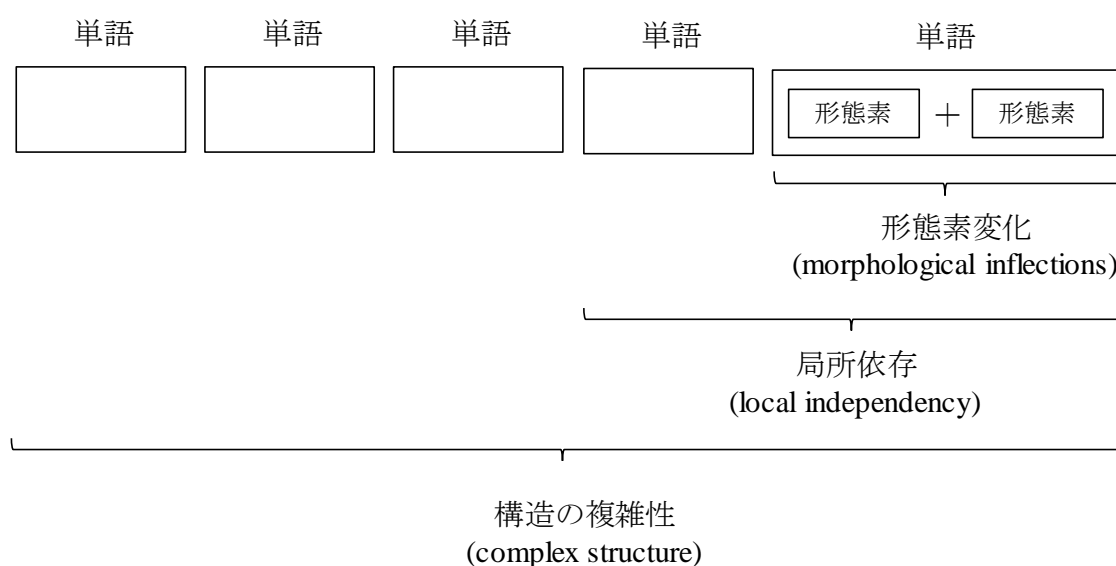 単語 単語 単語 単語 単語
形態素 + 形態素
形態素変化
(morphological inflections)
局所依存
(local independency)
構造の複雑性
(complex structure)